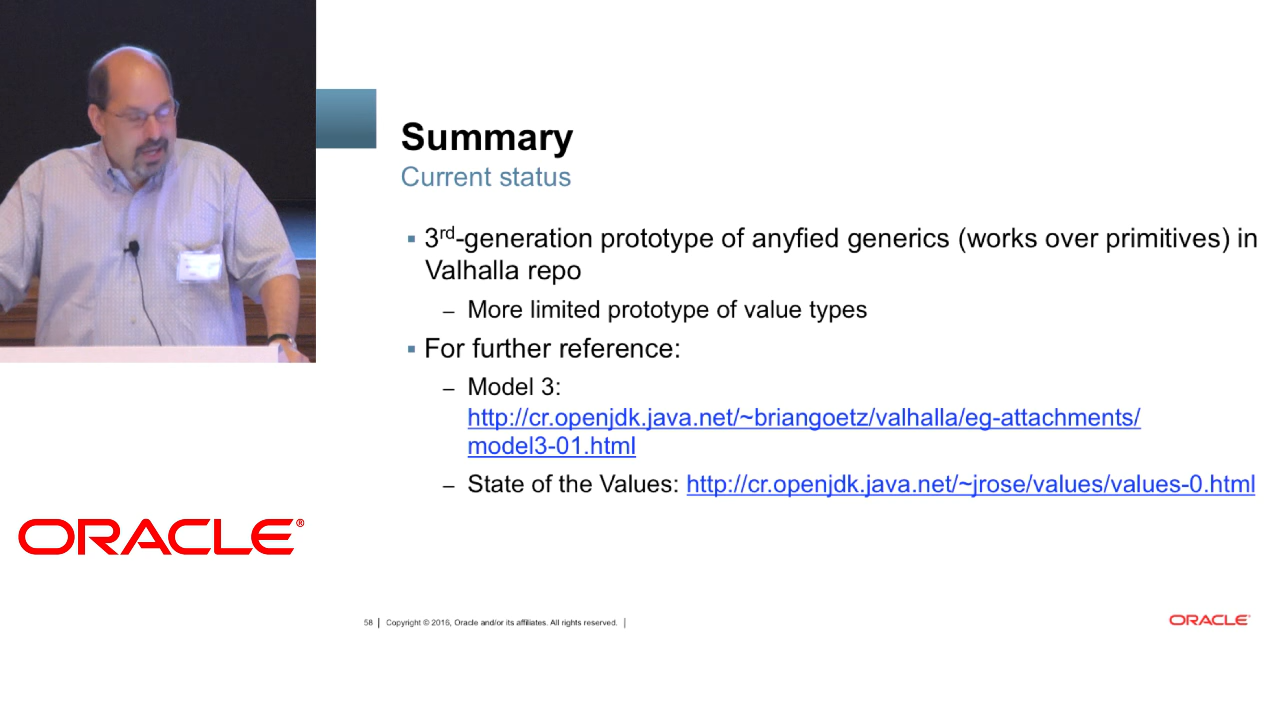 Summary
Current status
▪ 3rd-generation prototype of anyfied generics (works over primitives) in
Valhalla repo
– More limited prototype of value types
▪ For further reference:
– Model 3:
http://cr.openjdk.java.net/~briangoetz/valhalla/eg-attachments/
model3-01.html
– State of the Values: http://cr.openjdk.java.net/~jrose/values/values-0.html
ORACLE®
58 | Copyright © 2016, Oracle and/or its affiliates. All rights reserved. |
ORACLE®